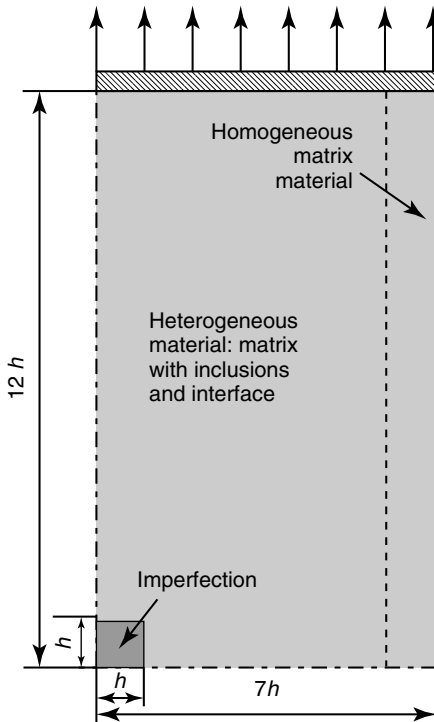 Homogeneous
matrix
material
Heterogeneous
material: matrix
with inclusions
and interface
12 h
Imperfection
h
h
7h